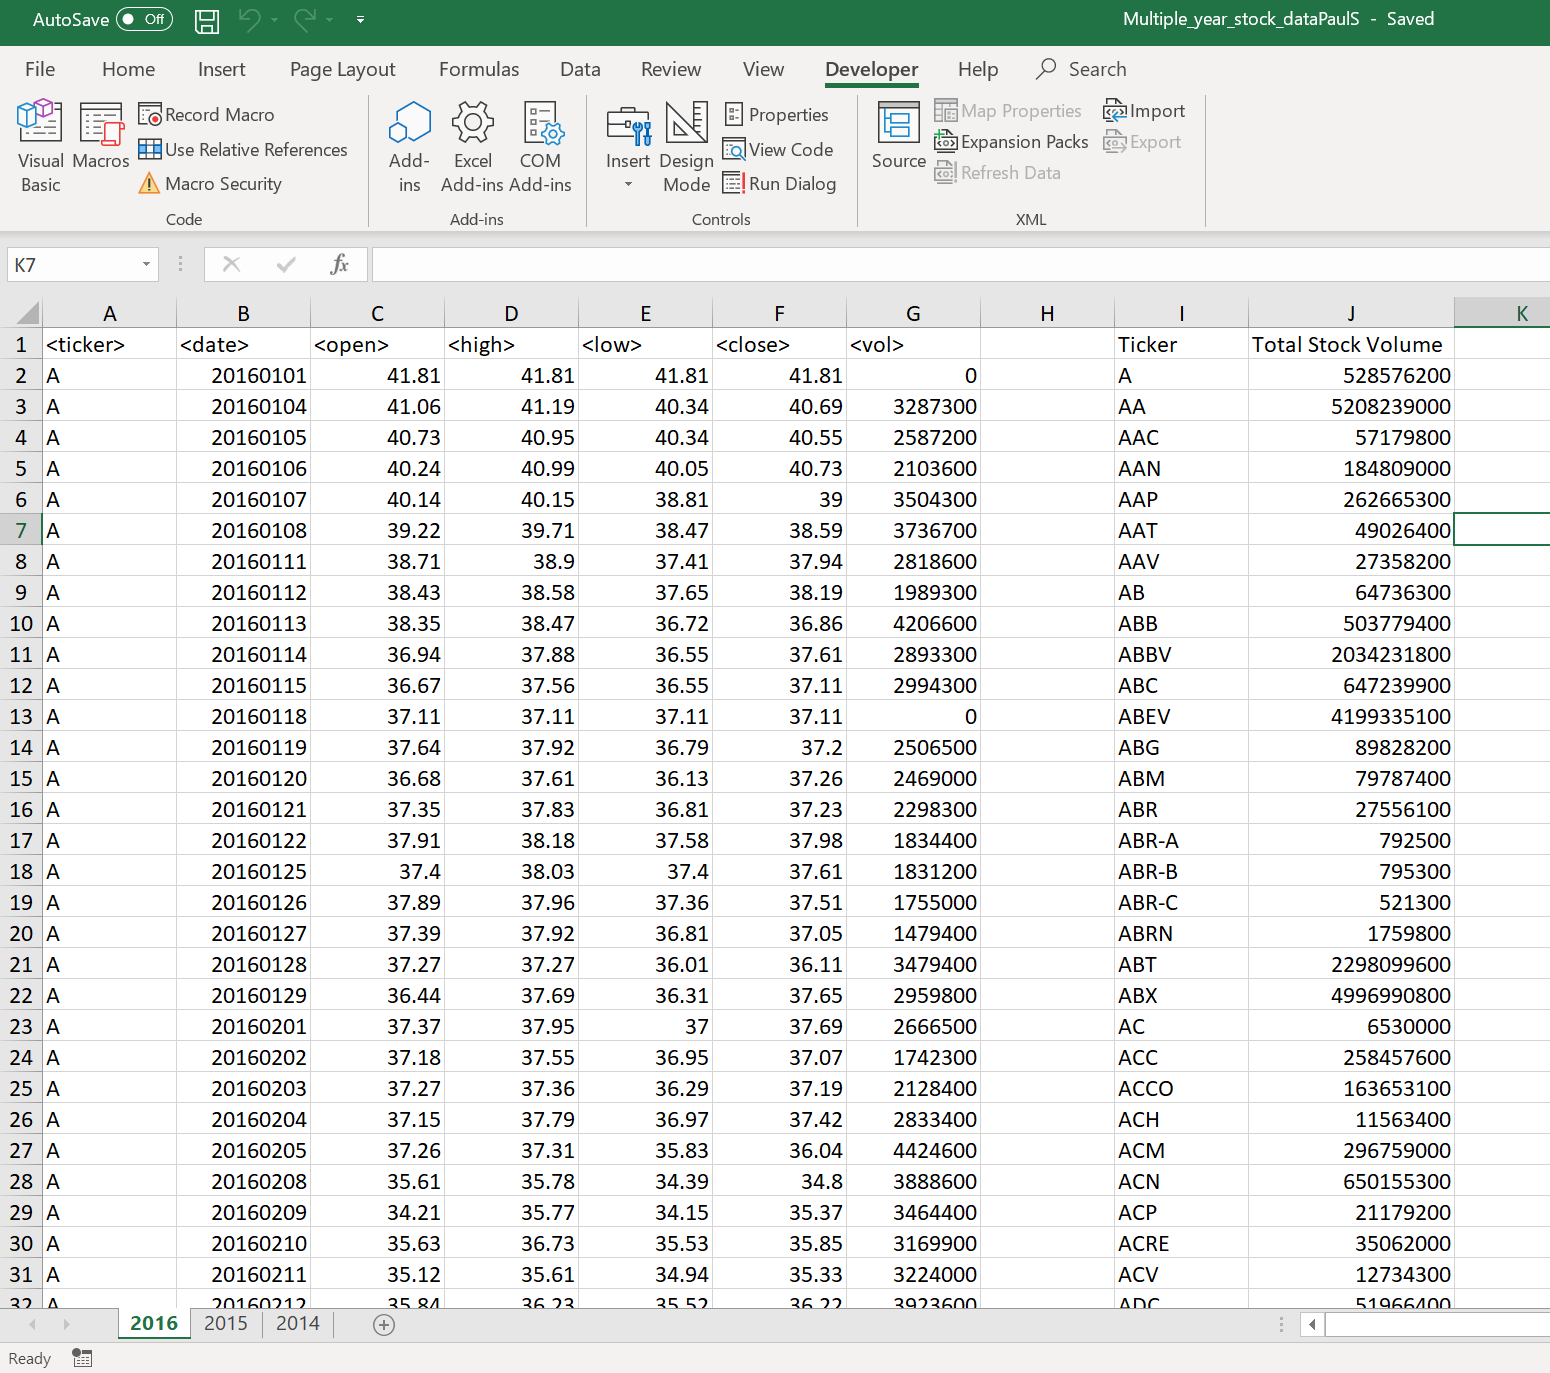 AutoSave Off Multiple_year_stock_dataPaulS - Saved
File Home Insert Page Layout Formulas Data Review View Developer Help Search
Visual Basic
Macros
Record Macro
Use Relative References
Macro Security
Code
Add-ins
Excel Add-ins
COM Add-ins
Add-ins
Insert
Design Mode
Properties
View Code
Run Dialog
Controls
Source
Map Properties
Expansion Packs
Refresh Data
Import
Export
XML
K7 fx
A B C D E F G H I J K
1 <ticker> <date> <open> <high> <low> <close> <vol> Ticker Total Stock Volume
2 A 20160101 41.81 41.81 41.81 41.81 0 A 528576200
3 A 20160104 41.06 41.19 40.34 40.69 3287300 AA 5208239000
4 A 20160105 40.73 40.95 40.34 40.55 2587200 AAC 57179800
5 A 20160106 40.24 40.99 40.05 40.73 2103600 AAN 184809000
6 A 20160107 40.14 40.15 38.81 39 3504300 AAP 262665300
7 A 20160108 39.22 39.71 38.47 38.59 3736700 AAT 49026400
8 A 20160111 38.71 38.9 37.41 37.94 2818600 AAV 27358200
9 A 20160112 38.43 38.58 37.65 38.19 1989300 AB 64736300
10 A 20160113 38.35 38.47 36.72 36.86 4206600 ABB 503779400
11 A 20160114 36.94 37.88 36.55 37.61 2893300 ABBV 2034231800
12 A 20160115 36.67 37.56 36.55 37.11 2994300 ABC 647239900
13 A 20160118 37.11 37.11 37.11 37.11 0 ABEV 4199335100
14 A 20160119 37.64 37.92 36.79 37.2 2506500 ABG 89828200
15 A 20160120 36.68 37.61 36.13 37.26 2469000 ABM 79787400
16 A 20160121 37.35 37.83 36.81 37.23 2298300 ABR 27556100
17 A 20160122 37.91 38.18 37.58 37.98 1834400 ABR-A 792500
18 A 20160125 37.4 38.03 37.4 37.61 1831200 ABR-B 795300
19 A 20160126 37.89 37.96 37.36 37.51 1755000 ABR-C 521300
20 A 20160127 37.39 37.92 36.81 37.05 1479400 ABRN 1759800
21 A 20160128 37.27 37.27 36.01 36.11 3479400 ABT 2298099600
22 A 20160129 36.44 37.69 36.31 37.65 2959800 ABX 4996990800
23 A 20160201 37.37 37.95 37 37.69 2666500 AC 6530000
24 A 20160202 37.18 37.55 36.95 37.07 1742300 ACC 258457600
25 A 20160203 37.27 37.36 36.29 37.19 2128400 ACCO 163653100
26 A 20160204 37.15 37.79 36.97 37.42 2833400 ACH 11563400
27 A 20160205 37.26 37.31 35.83 36.04 4424600 ACM 296759000
28 A 20160208 35.61 35.78 34.39 34.8 3888600 ACN 650155300
29 A 20160209 34.21 35.77 34.15 35.37 3464400 ACP 21179200
30 A 20160210 35.63 36.73 35.53 35.85 3169900 ACRE 35062000
31 A 20160211 35.12 35.61 34.94 35.33 3224000 ACV 12734300
32 A 20160212 35.84 36.23 35.52 36.22 3923600 ADC 51966400
2016 2015 2014
Ready